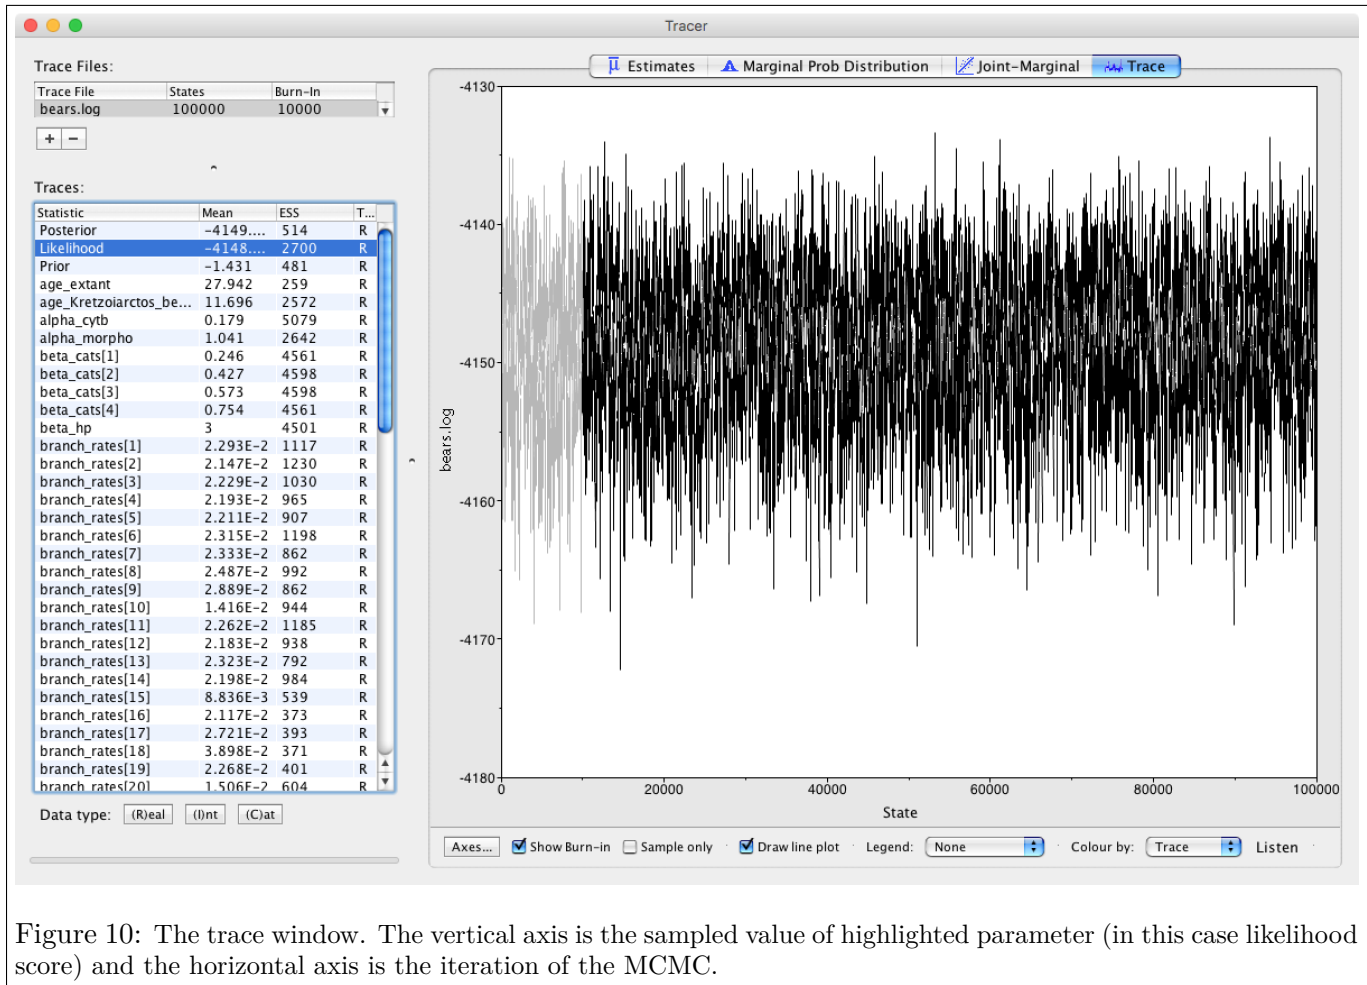 Tracer
Trace Files:
Trace File States Burn-In
bears.log 100000 10000
+ −
Traces:
Statistic Mean ESS T...
Posterior -4149.... 514 R
Likelihood -4148.... 2700 R
Prior -1.431 481 R
age_extant 27.942 259 R
age_Kretzoiarctos_be... 11.696 2572 R
alpha_cytb 0.179 5079 R
alpha_morpho 1.041 2642 R
beta_cats[1] 0.246 4561 R
beta_cats[2] 0.427 4598 R
beta_cats[3] 0.573 4598 R
beta_cats[4] 0.754 4561 R
beta_hp 3 4501 R
branch_rates[1] 2.293E-2 1117 R
branch_rates[2] 2.147E-2 1230 R
branch_rates[3] 2.229E-2 1030 R
branch_rates[4] 2.193E-2 965 R
branch_rates[5] 2.211E-2 907 R
branch_rates[6] 2.315E-2 1198 R
branch_rates[7] 2.333E-2 862 R
branch_rates[8] 2.487E-2 992 R
branch_rates[9] 2.889E-2 862 R
branch_rates[10] 1.416E-2 944 R
branch_rates[11] 2.262E-2 1185 R
branch_rates[12] 2.183E-2 938 R
branch_rates[13] 2.323E-2 792 R
branch_rates[14] 2.198E-2 984 R
branch_rates[15] 8.836E-3 539 R
branch_rates[16] 2.117E-2 373 R
branch_rates[17] 2.721E-2 393 R
branch_rates[18] 3.898E-2 371 R
branch_rates[19] 2.268E-2 401 R
branch_rates[20] 1.506E-2 604 R
Data type: (R)eal (I)nt (C)at
μ Estimates Marginal Prob Distribution Joint-Marginal Trace
-4130
-4140
-4150
-4160
-4170
-4180
bears.log
0 20000 40000 60000 80000 100000
State
Axes... Show Burn-in Sample only Draw line plot Legend: None Colour by: Trace Listen
Figure 10: The trace window. The vertical axis is the sampled value of highlighted parameter (in this case likelihood
score) and the horizontal axis is the iteration of the MCMC.